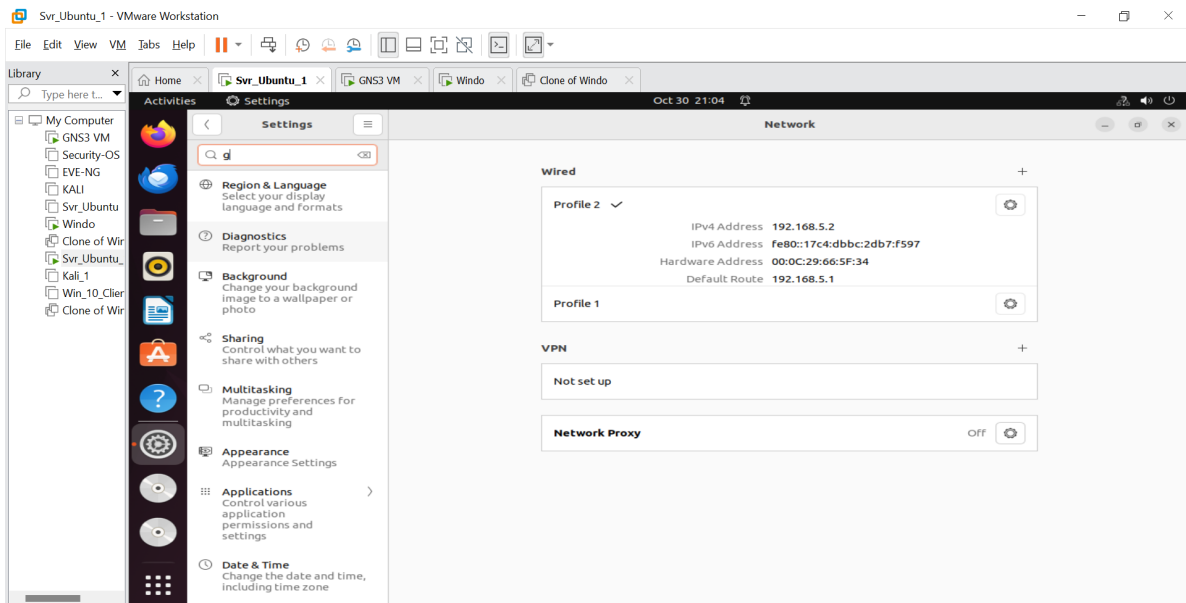 Svr_Ubuntu_1 - VMware Workstation
File Edit View VM Tabs Help
Library
Type here t...
My Computer
GNS3 VM
Security-OS
EVE-NG
KALI
Svr_Ubuntu
Windo
Clone of Wir
Svr_Ubuntu_
Kali_1
Win_10_Clier
Clone of Wir
Home Svr_Ubuntu_1 GNS3 VM Windo Clone of Windo
Activities Settings Oct 30 21:04
Settings
g
Region & Language
Select your display
language and formats
Diagnostics
Report your problems
Background
Change your background
image to a wallpaper or
photo
Sharing
Control what you want to
share with others
Multitasking
Manage preferences for
productivity and
multitasking
Appearance
Appearance Settings
Applications
Control various
application
permissions and
settings
Date & Time
Change the date and time,
including time zone
Network
Wired
Profile 2
IPv4 Address 192.168.5.2
IPv6 Address fe80::17c4:dbbc:2db7:f597
Hardware Address 00:0C:29:66:5F:34
Default Route 192.168.5.1
Profile 1
VPN
Not set up
Network Proxy Off